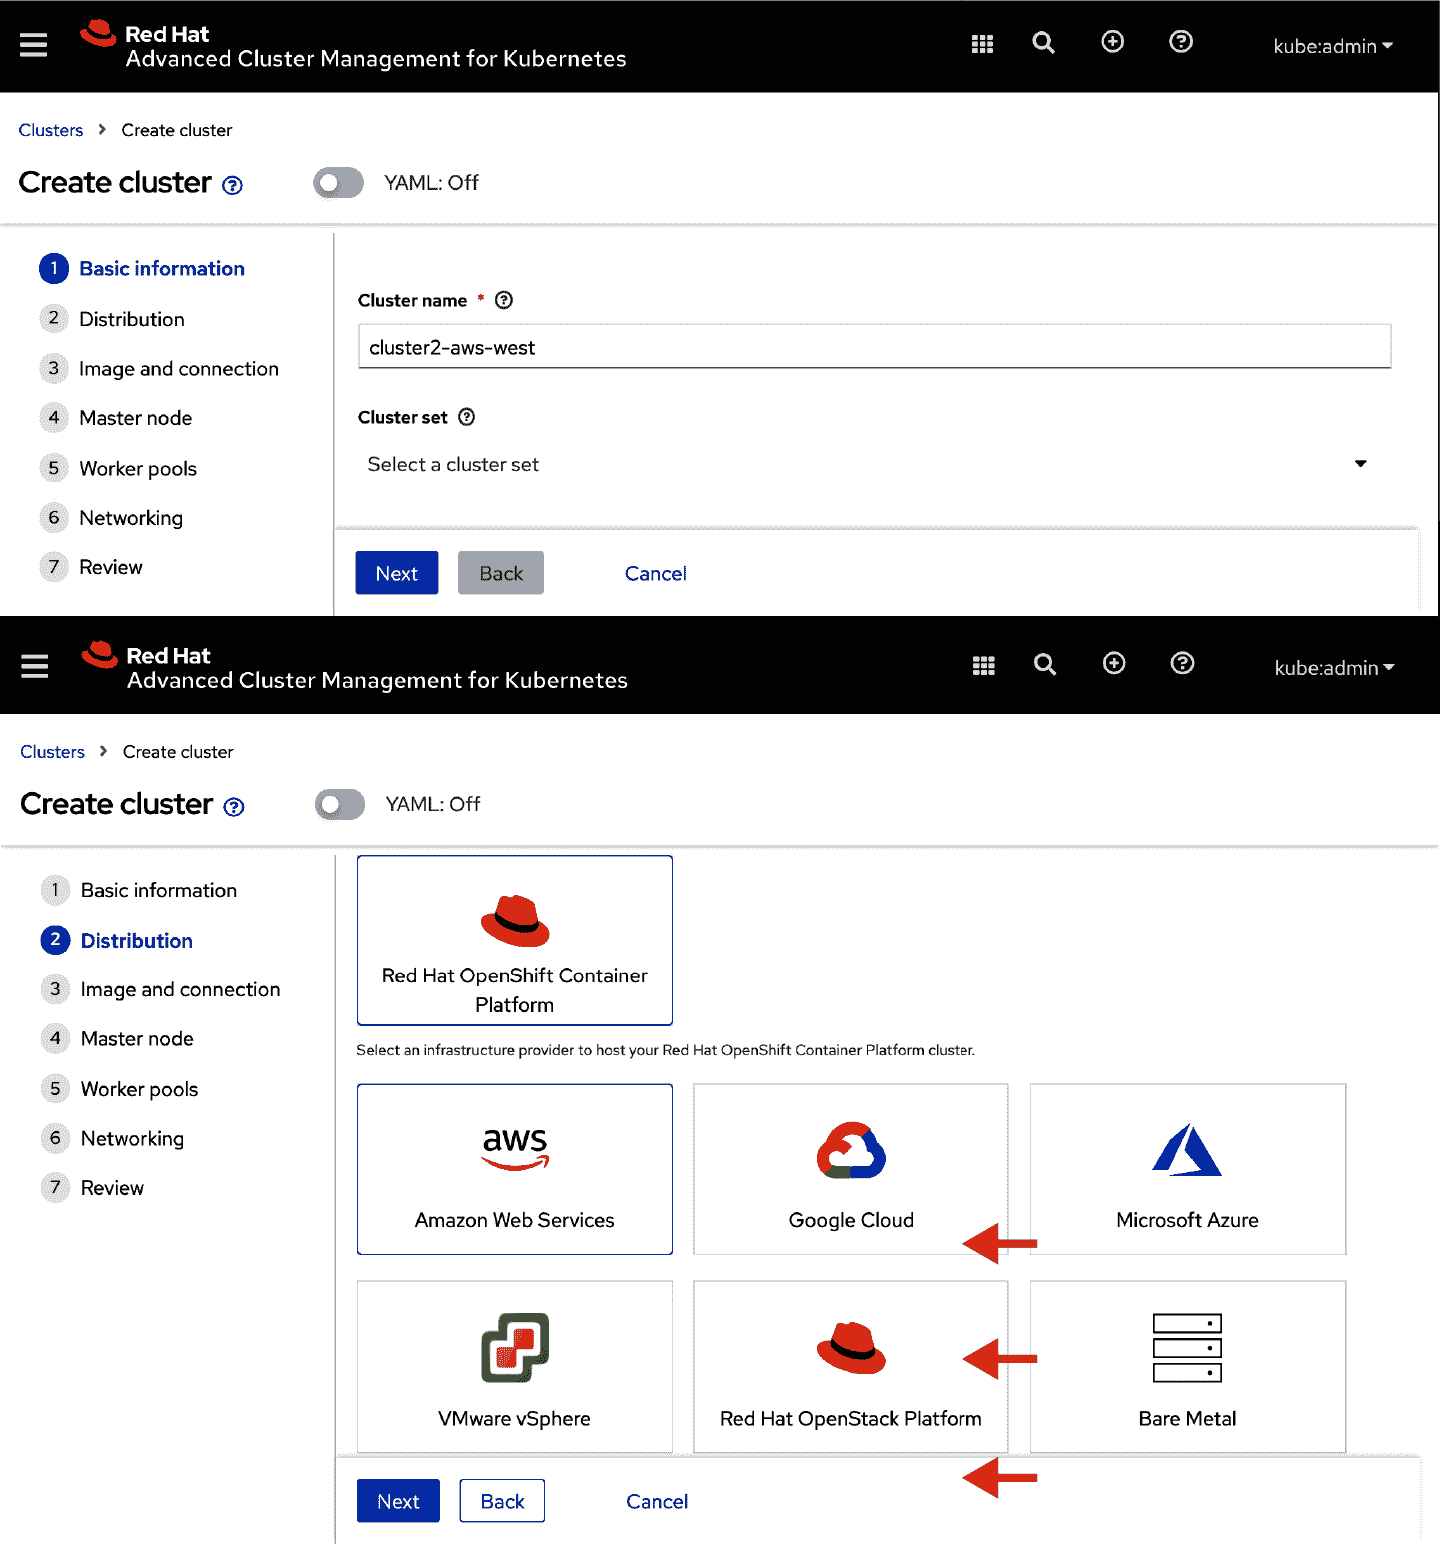 Red Hat
Advanced Cluster Management for Kubernetes
kube:admin
Clusters > Create cluster
Create cluster
YAML: Off
1 Basic information
2 Distribution
3 Image and connection
4 Master node
5 Worker pools
6 Networking
7 Review
Cluster name *
cluster2-aws-west
Cluster set
Select a cluster set
Next
Back
Cancel
Red Hat
Advanced Cluster Management for Kubernetes
kube:admin
Clusters > Create cluster
Create cluster
YAML: Off
1 Basic information
2 Distribution
3 Image and connection
4 Master node
5 Worker pools
6 Networking
7 Review
Red Hat OpenShift Container
Platform
Select an infrastructure provider to host your Red Hat OpenShift Container Platform cluster.
aws
Amazon Web Services
Google Cloud
Microsoft Azure
VMware vSphere
Red Hat OpenStack Platform
Bare Metal
Next
Back
Cancel